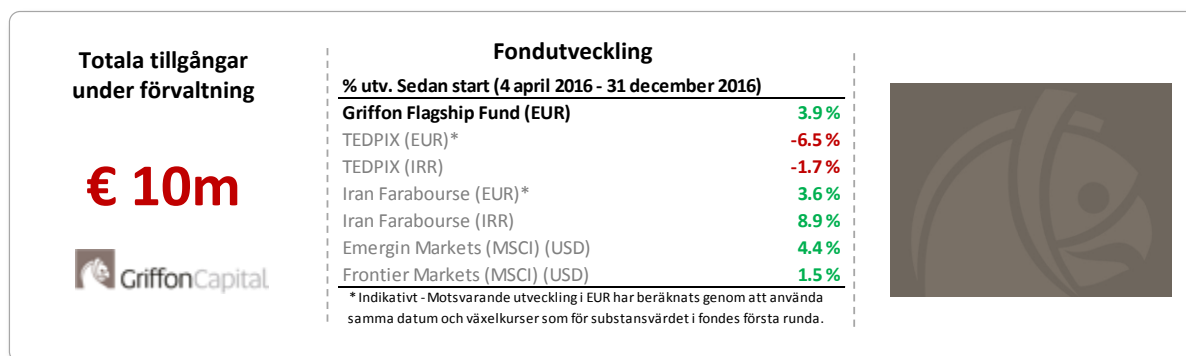 Totala tillgångar
under förvaltning
€ 10m
GriffonCapital
Fondutveckling
% utv. Sedan start (4 april 2016 - 31 december 2016)
Griffon Flagship Fund (EUR) 3.9 %
TEDPIX (EUR)* -6.5 %
TEDPIX (IRR) -1.7 %
Iran Farabourse (EUR)* 3.6 %
Iran Farabourse (IRR) 8.9 %
Emergin Markets (MSCI) (USD) 4.4 %
Frontier Markets (MSCI) (USD) 1.5 %
* Indikativt - Motsvarande utveckling i EUR har beräknats genom att använda
samma datum och växelkurser som för substansvärdet i fondes första runda.